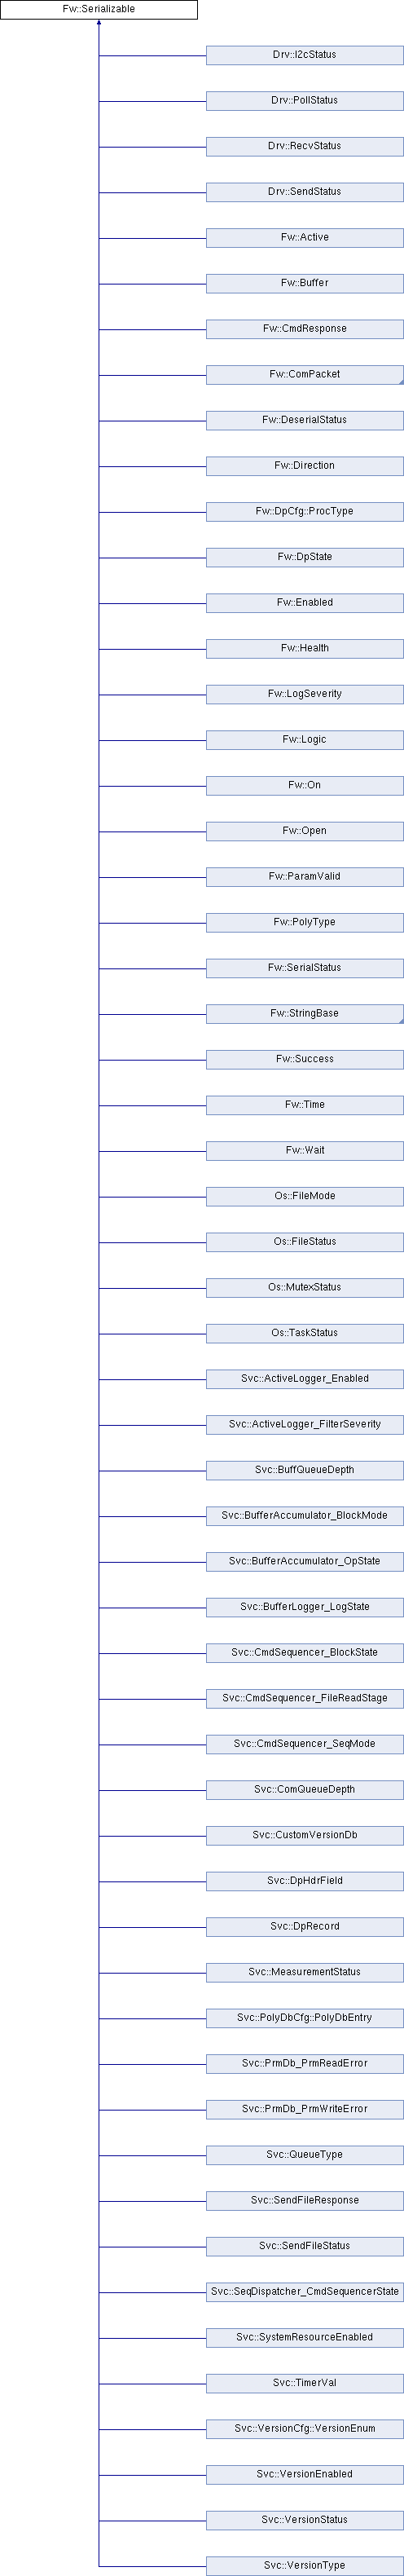 Fw::Serializable
Drv::I2cStatus
Drv::PollStatus
Drv::RecvStatus
Drv::SendStatus
Fw::Active
Fw::Buffer
Fw::CmdResponse
Fw::ComPacket
Fw::DeserialStatus
Fw::Direction
Fw::DpCfg::ProcType
Fw::DpState
Fw::Enabled
Fw::Health
Fw::LogSeverity
Fw::Logic
Fw::On
Fw::Open
Fw::ParamValid
Fw::PolyType
Fw::SerialStatus
Fw::StringBase
Fw::Success
Fw::Time
Fw::Wait
Os::FileMode
Os::FileStatus
Os::MutexStatus
Os::TaskStatus
Svc::ActiveLogger_Enabled
Svc::ActiveLogger_FilterSeverity
Svc::BuffQueueDepth
Svc::BufferAccumulator_BlockMode
Svc::BufferAccumulator_OpState
Svc::BufferLogger_LogState
Svc::CmdSequencer_BlockState
Svc::CmdSequencer_FileReadStage
Svc::CmdSequencer_SeqMode
Svc::ComQueueDepth
Svc::CustomVersionDb
Svc::DpHdrField
Svc::DpRecord
Svc::MeasurementStatus
Svc::PolyDbCfg::PolyDbEntry
Svc::PrmDb_PrmReadError
Svc::PrmDb_PrmWriteError
Svc::QueueType
Svc::SendFileResponse
Svc::SendFileStatus
Svc::SeqDispatcher_CmdSequencerState
Svc::SystemResourceEnabled
Svc::TimerVal
Svc::VersionCfg::VersionEnum
Svc::VersionEnabled
Svc::VersionStatus
Svc::VersionType